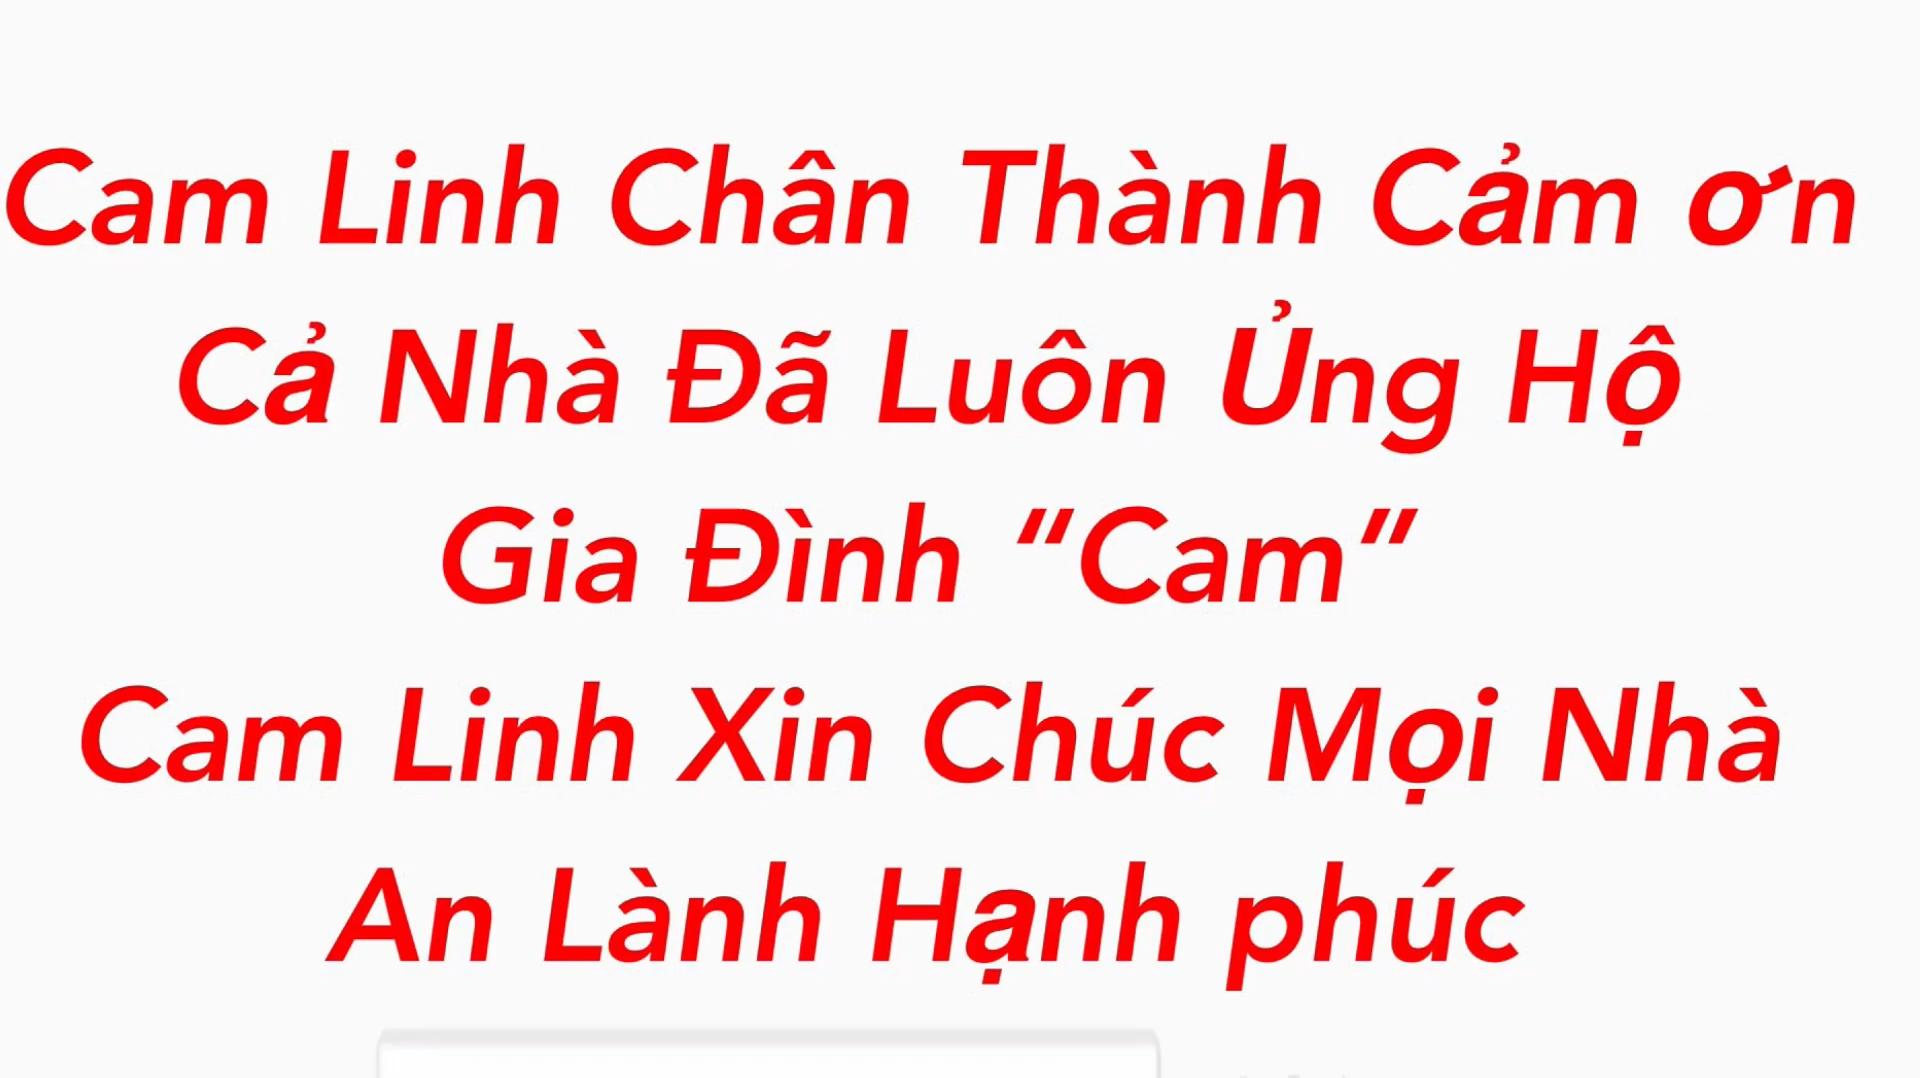 Cam Linh Chân Thành Cảm ơn
Cả Nhà Đã Luôn Ủng Hộ
Gia Đình “Cam”
Cam Linh Xin Chúc Mọi Nhà
An Lành Hạnh phúc